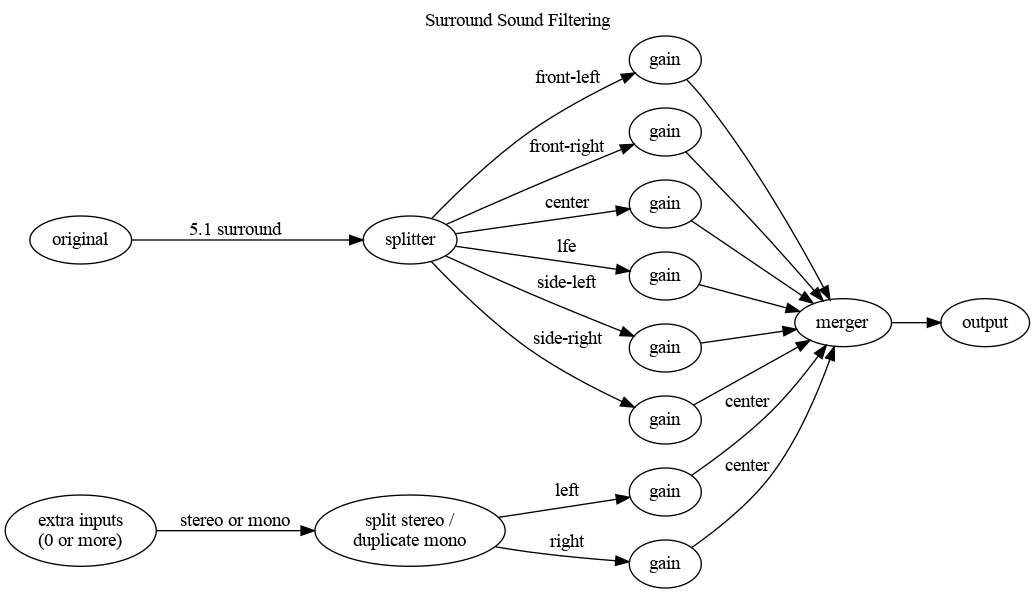 Surround Sound Filtering
gain
front-left
gain
front-right
gain
center
original
5.1 surround
splitter
lfe
gain
side-left
merger
output
side-right
gain
gain
center
center
left
gain
extra inputs
(0 or more)
stereo or mono
split stereo /
duplicate mono
right
gain